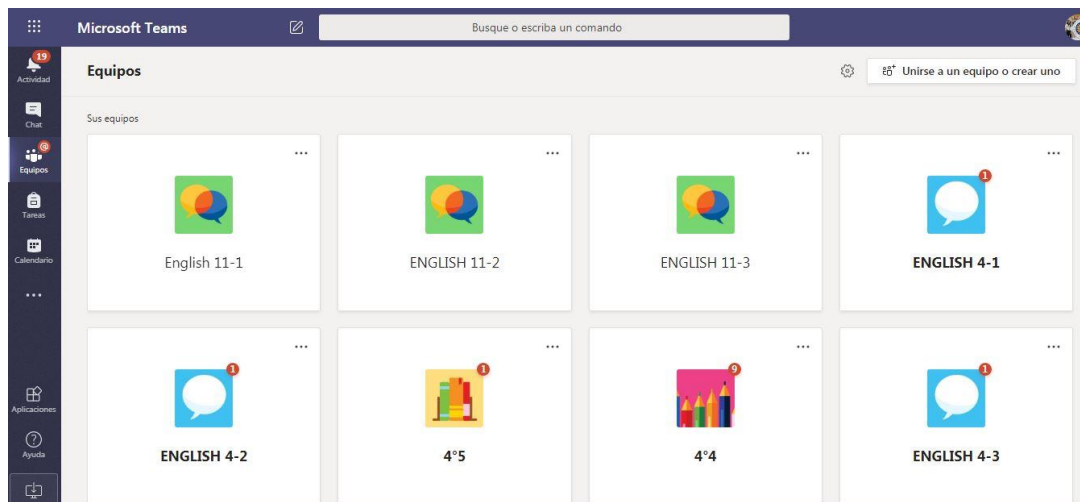 Microsoft Teams
Busque o escriba un comando
19
Actividad
Chat
@
Equipos
Tareas
Calendario
Aplicaciones
Ayuda
Equipos
Unirse a un equipo o crear uno
Sus equipos
English 11-1
ENGLISH 11-2
ENGLISH 11-3
1
ENGLISH 4-1
1
ENGLISH 4-2
1
4°5
9
4°4
1
ENGLISH 4-3